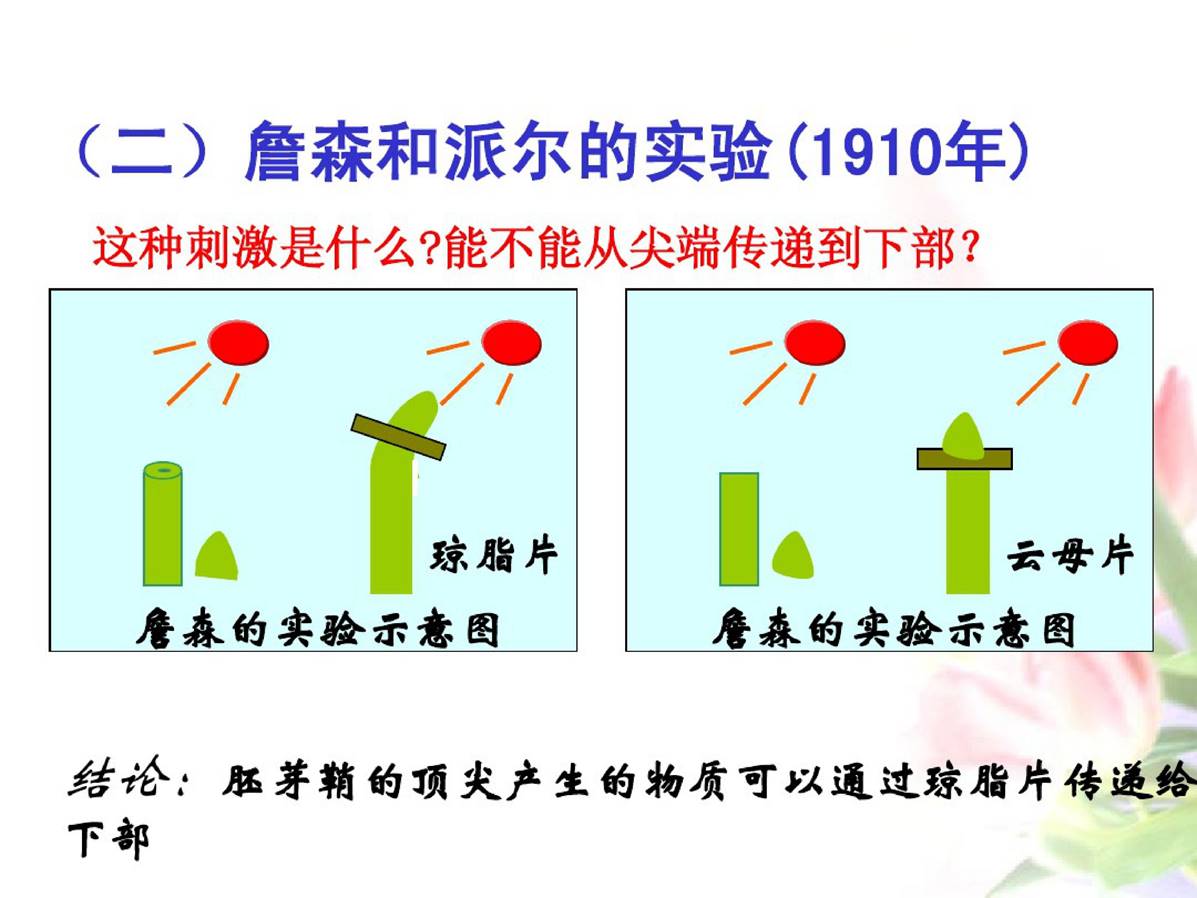 （二）詹森和派尔的实验(1910年)
这种刺激是什么?能不能从尖端传递到下部？
琼脂片
云母片
詹森的实验示意图
詹森的实验示意图
结论：胚芽鞘的顶尖产生的物质可以通过琼脂片传递给
下部